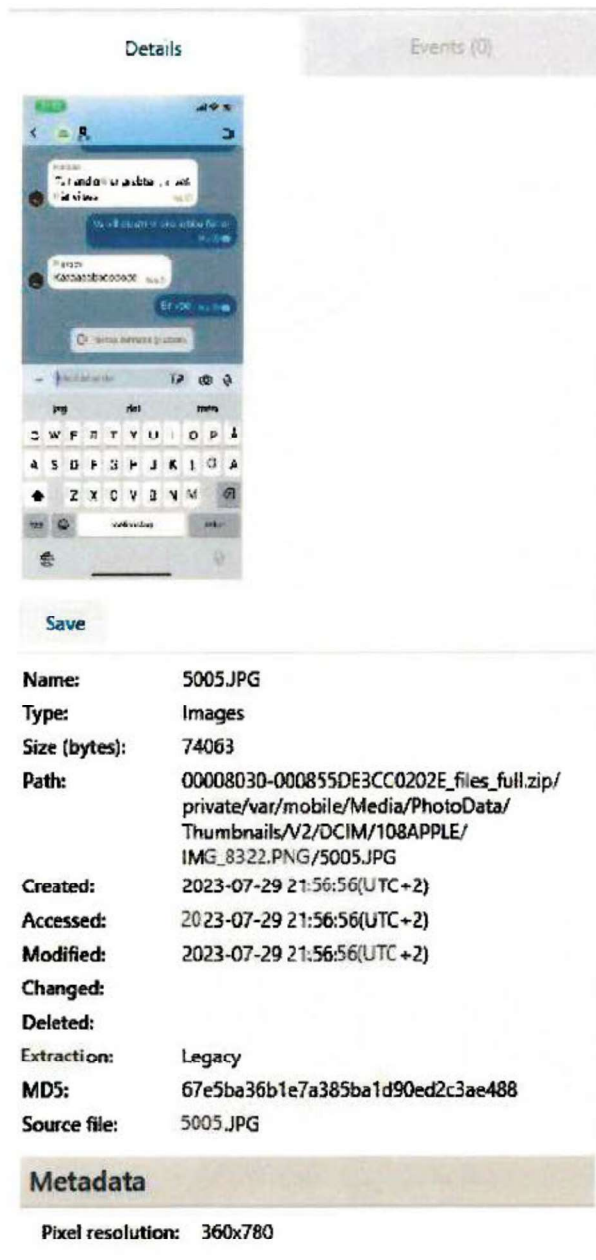 Details
Events (0)
Save
Name: 5005.JPG
Type: Images
Size (bytes): 74063
Path: 00008030-000855DE3CC0202E_files_full.zip/
private/var/mobile/Media/PhotoData/
Thumbnails/V2/DCIM/108APPLE/
IMG_8322.PNG/5005.JPG
Created: 2023-07-29 21:56:56(UTC+2)
Accessed: 2023-07-29 21:56:56(UTC+2)
Modified: 2023-07-29 21:56:56(UTC+2)
Changed:
Deleted:
Extraction: Legacy
MD5: 67e5ba36b1e7a385ba1d90ed2c3ae488
Source file: 5005.JPG
Metadata
Pixel resolution: 360x780